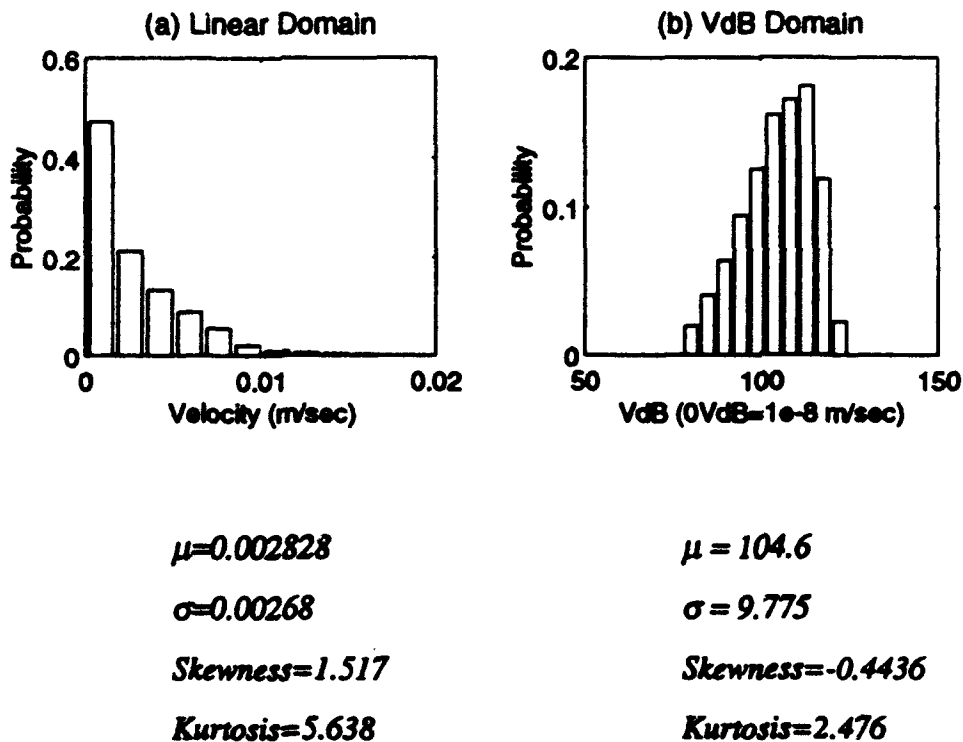 (a) Linear Domain
0.6
0.4
0.2
0
Probability
0
0.01
0.02
Velocity (m/sec)
(b) VdB Domain
0.2
0.1
0
Probability
50
100
150
VdB (0VdB=1e-8 m/sec)
μ=0.002828
σ=0.00268
Skewness=1.517
Kurtosis=5.638
μ = 104.6
σ = 9.775
Skewness=-0.4436
Kurtosis=2.476